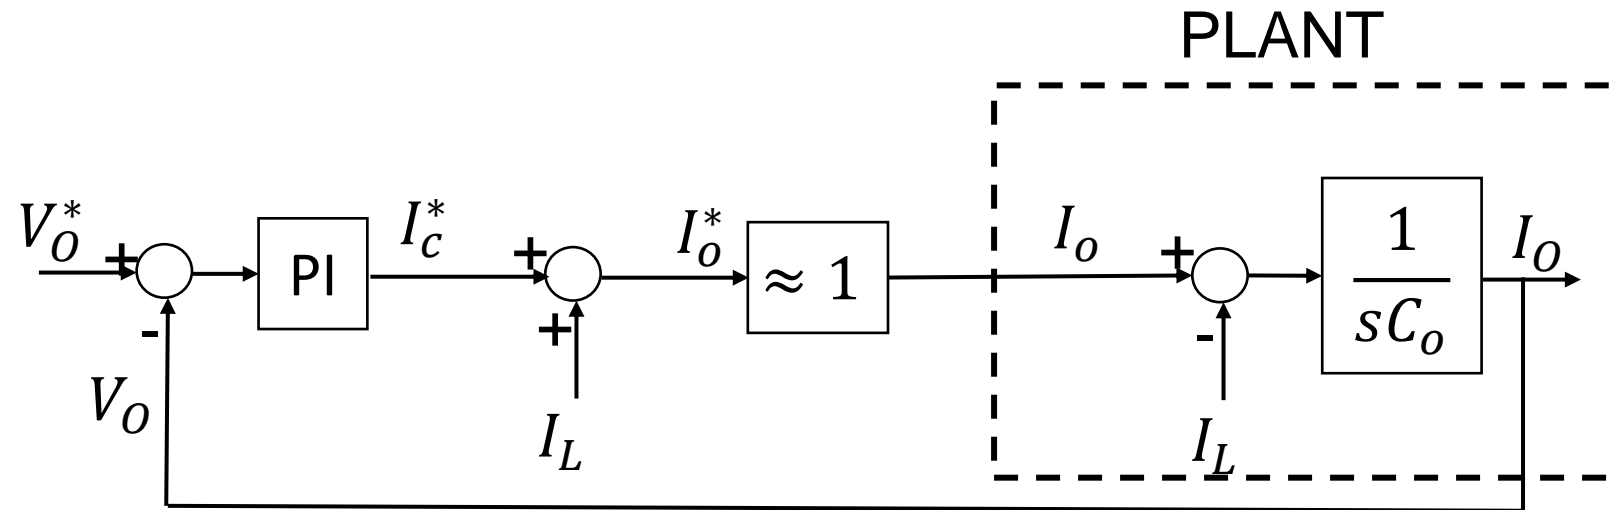 PLANT
V_O^*
+
-
V_O
PI
I_c^*
+
+
I_L
I_o^*
≈ 1
I_o
+
-
I_L
1
sC_o
I_O